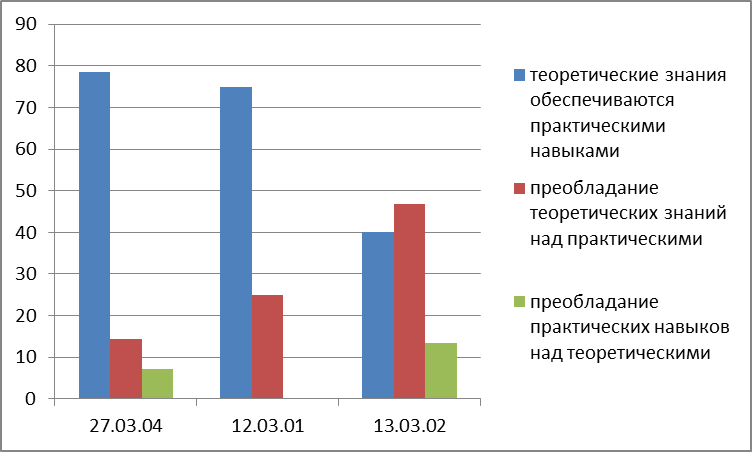 90
80
70
60
50
40
30
20
10
0
27.03.04
12.03.01
13.03.02
теоретические знания
обеспечиваются
практическими
навыками
преобладание
теоретических знаний
над практическими
преобладание
практических навыков
над теоретическими